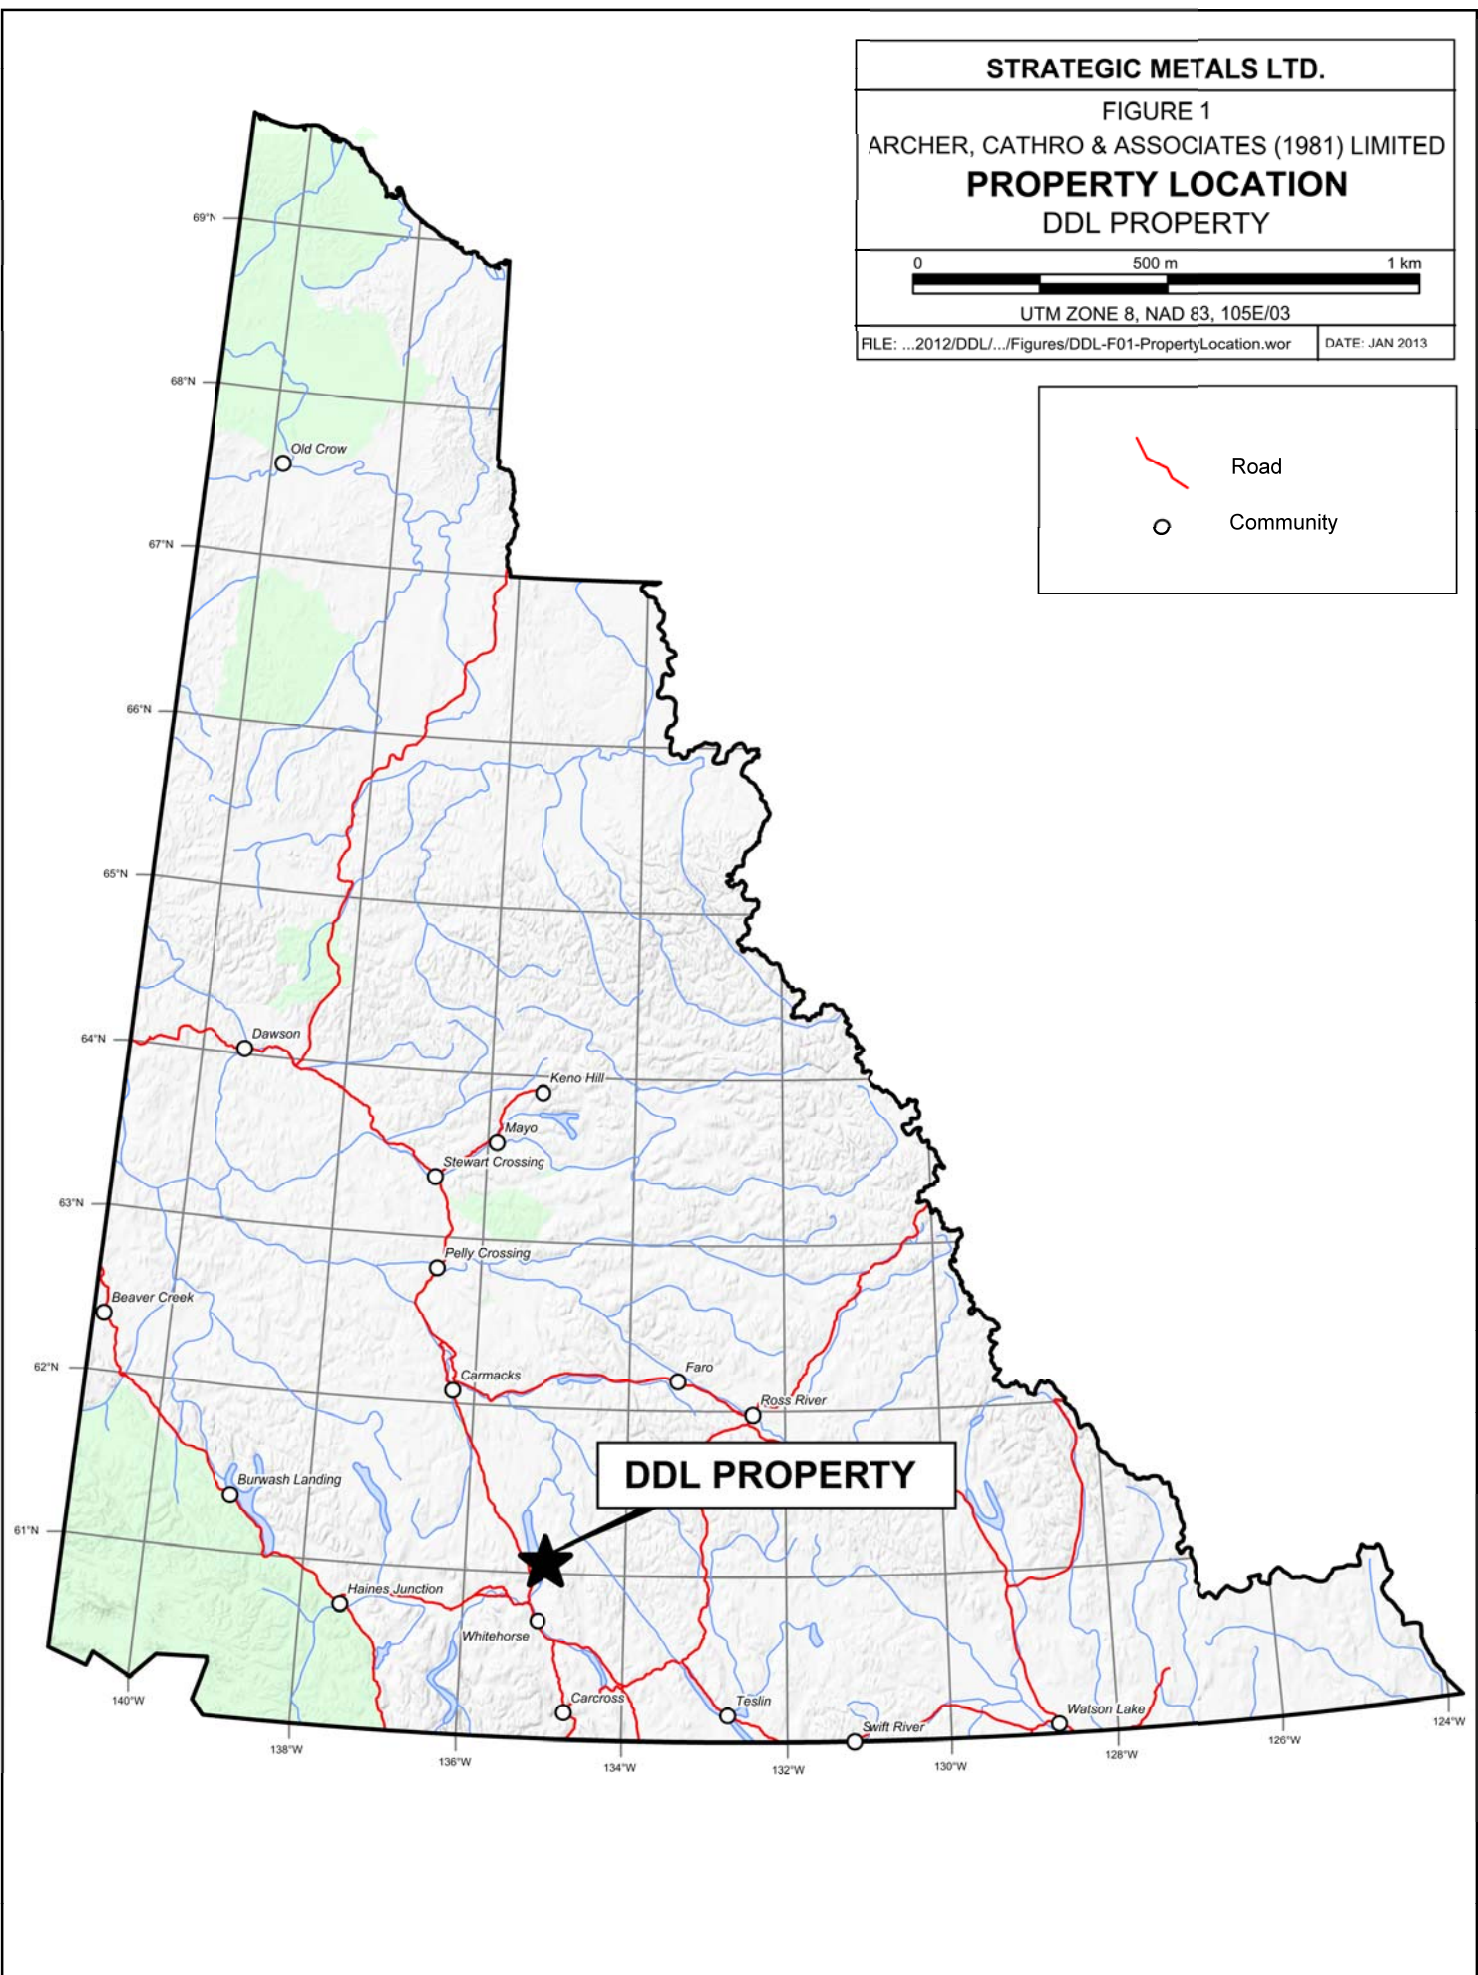 STRATEGIC METALS LTD.
FIGURE 1
ARCHER, CATHRO & ASSOCIATES (1981) LIMITED
PROPERTY LOCATION
DDL PROPERTY
0 500 m 1 km
UTM ZONE 8, NAD 83, 105E/03
FILE: ...2012/DDL/.../Figures/DDL-F01-PropertyLocation.wor DATE: JAN 2013
Road
Community
69°N
68°N
Old Crow
67°N
66°N
65°N
64°N
Dawson
Keno Hill
Mayo
Stewart Crossing
63°N
Pelly Crossing
Beaver Creek
62°N
Carmacks
Faro
Ross River
DDL PROPERTY
Burwash Landing
61°N
Haines Junction
Whitehorse
Carcross
Teslin
Swift River
Watson Lake
140°W
138°W
136°W
134°W
132°W
130°W
128°W
126°W
124°W